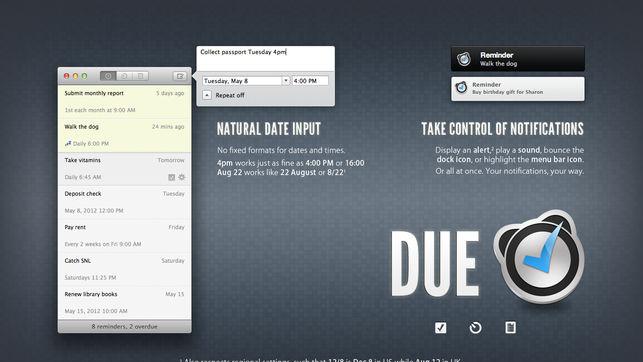 Collect passport Tuesday 4pm
Tuesday, May 8
4:00 PM
Repeat off
Submit monthly report
5 days ago
1st each month at 9:00 AM
Walk the dog
24 mins ago
Daily 6:00 PM
Take vitamins
Tomorrow
Daily 6:45 AM
Deposit check
Tuesday
May 8, 2012 12:00 PM
Pay rent
Friday
Every 2 weeks on Fri 9:00 AM
Catch SNL
Saturday
Saturdays 11:25 PM
Renew library books
May 15
May 15, 2012 10:00 AM
8 reminders, 2 overdue
NATURAL DATE INPUT
No fixed formats for dates and times.
4pm works just as fine as 4:00 PM or 16:00
Aug 22 works like 22 August or 8/22¹
Reminder
Walk the dog
Reminder
Buy birthday gift for Sharon
TAKE CONTROL OF NOTIFICATIONS
Display an alert,² play a sound, bounce the
dock icon, or highlight the menu bar icon.
Or all at once. Your notifications, your way.
DUE
¹ Also respects regional settings, such that 12/8 is Dec 8 in US while Aug 12 in UK.